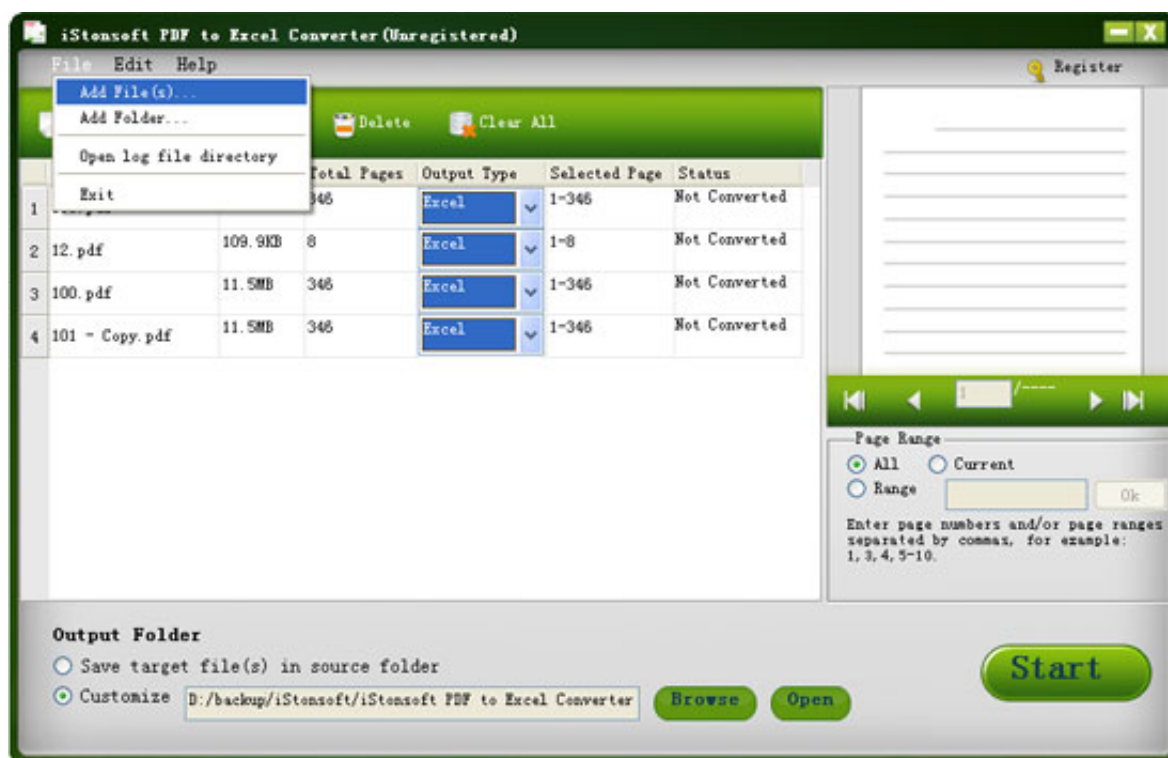 iStonsoft PDF to Excel Converter(Unregistered)
File Edit Help
Register
Add File(s)...
Add Folder...
Open log file directory
Exit
Delete Clear All
Total Pages Output Type Selected Page Status
1 346 Excel 1-346 Not Converted
2 12.pdf 109.9KB 8 Excel 1-8 Not Converted
3 100.pdf 11.5MB 346 Excel 1-346 Not Converted
4 101 - Copy.pdf 11.5MB 346 Excel 1-346 Not Converted
1 /----
Page Range
All Current
Range Ok
Enter page numbers and/or page ranges
separated by commas, for example:
1,3,4,5-10.
Output Folder
Save target file(s) in source folder
Customize D:/backup/iStonsoft/iStonsoft PDF to Excel Converter Browse Open
Start